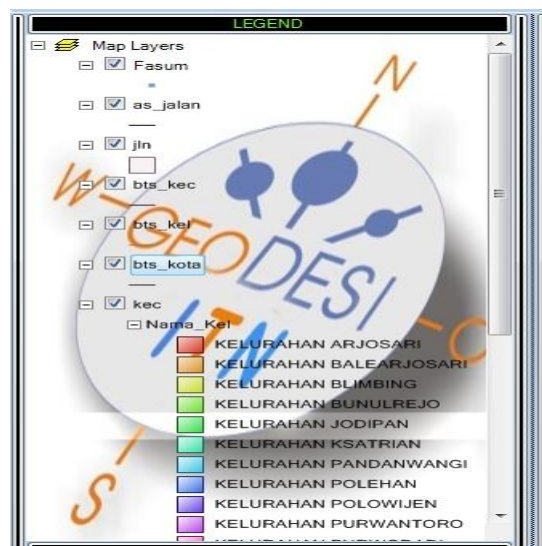 LEGEND
Map Layers
Fasum
as_jalan
jln
bts_kec
bts_kel
bts_kota
kec
Nama_Kel
KELURAHAN ARJOSARI
KELURAHAN BALEARJOSARI
KELURAHAN BLIMBING
KELURAHAN BUNULREJO
KELURAHAN JODIPAN
KELURAHAN KSATRIAN
KELURAHAN PANDANWANGI
KELURAHAN POLEHAN
KELURAHAN POLOWIJEN
KELURAHAN PURWANTORO
N
W-GEODESI-O
ITN
S